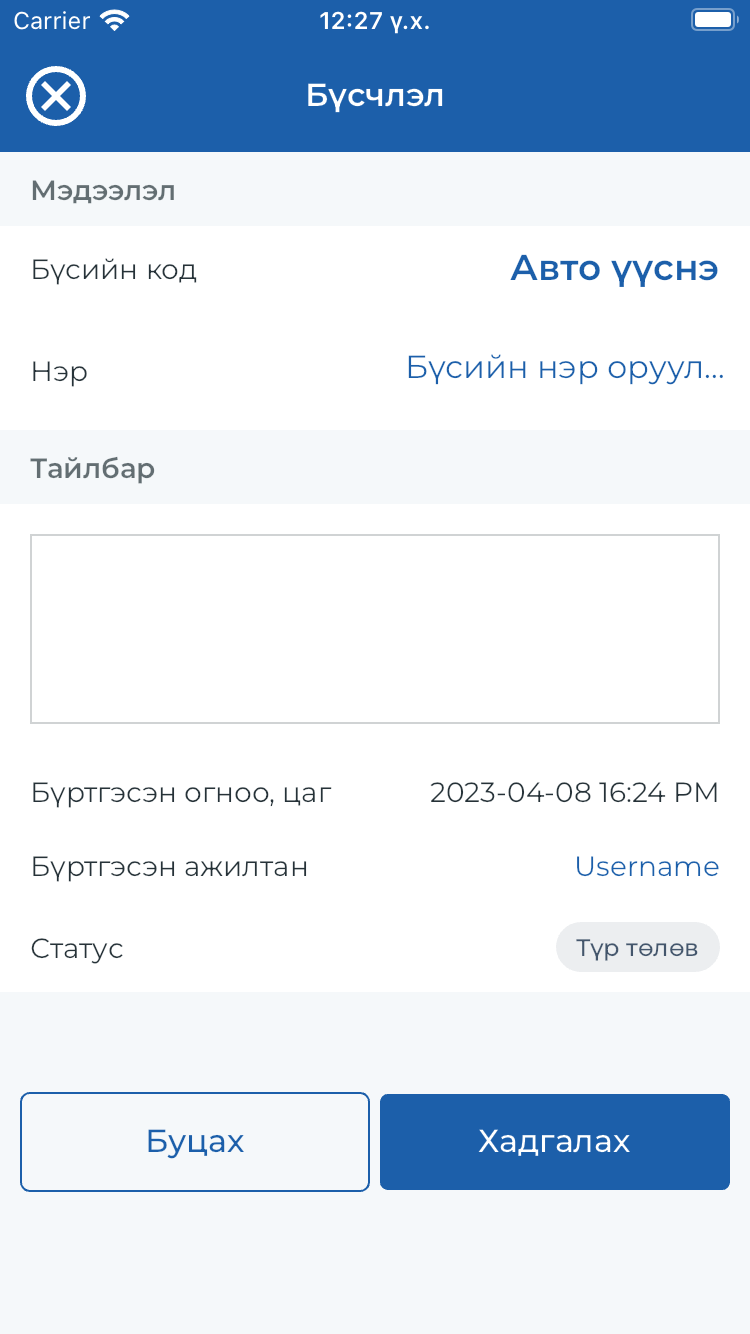 Carrier 12:27 ү.х.
Бүсчлэл
Мэдээлэл
Бүсийн код Авто үүснэ
Нэр Бүсийн нэр оруул...
Тайлбар
Бүртгэсэн огноо, цаг 2023-04-08 16:24 PM
Бүртгэсэн ажилтан Username
Статус Түр төлөв
Буцах Хадгалах